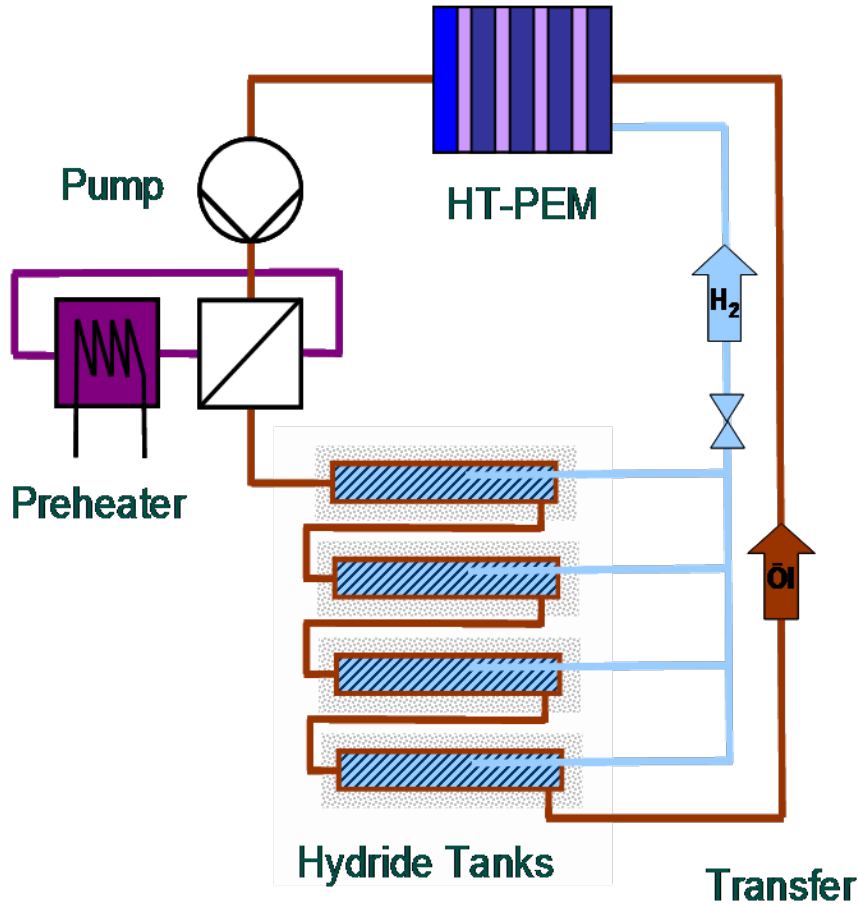 Pump
HT-PEM
H₂
Preheater
Öl
Hydride Tanks
Transfer